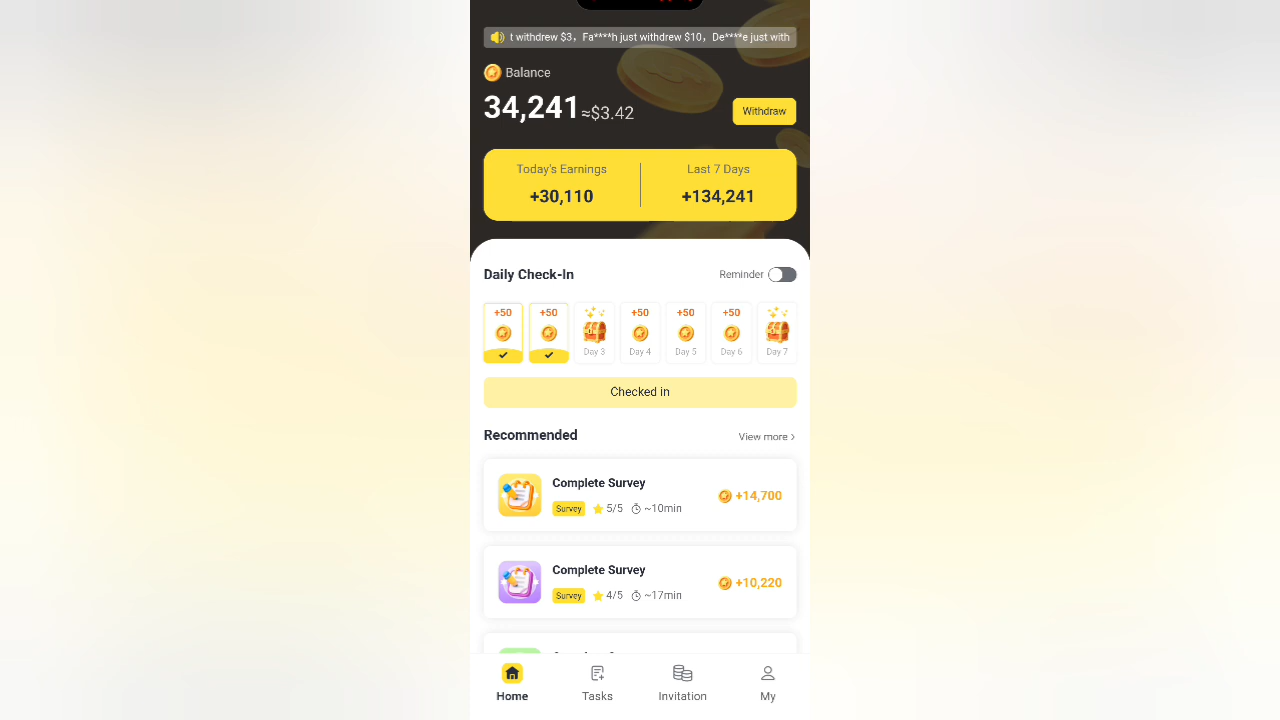 t withdrew $3, Fa****h just withdrew $10, De****e just with
Balance
34,241 ≈$3.42
Withdraw
Today's Earnings
Last 7 Days
+30,110
+134,241
Daily Check-In
Reminder
+50
+50
+50
+50
+50
Day 3
Day 4
Day 5
Day 6
Day 7
Checked in
Recommended
View more >
Complete Survey
Survey
5/5
~10min
+14,700
Complete Survey
Survey
4/5
~17min
+10,220
Home
Tasks
Invitation
My